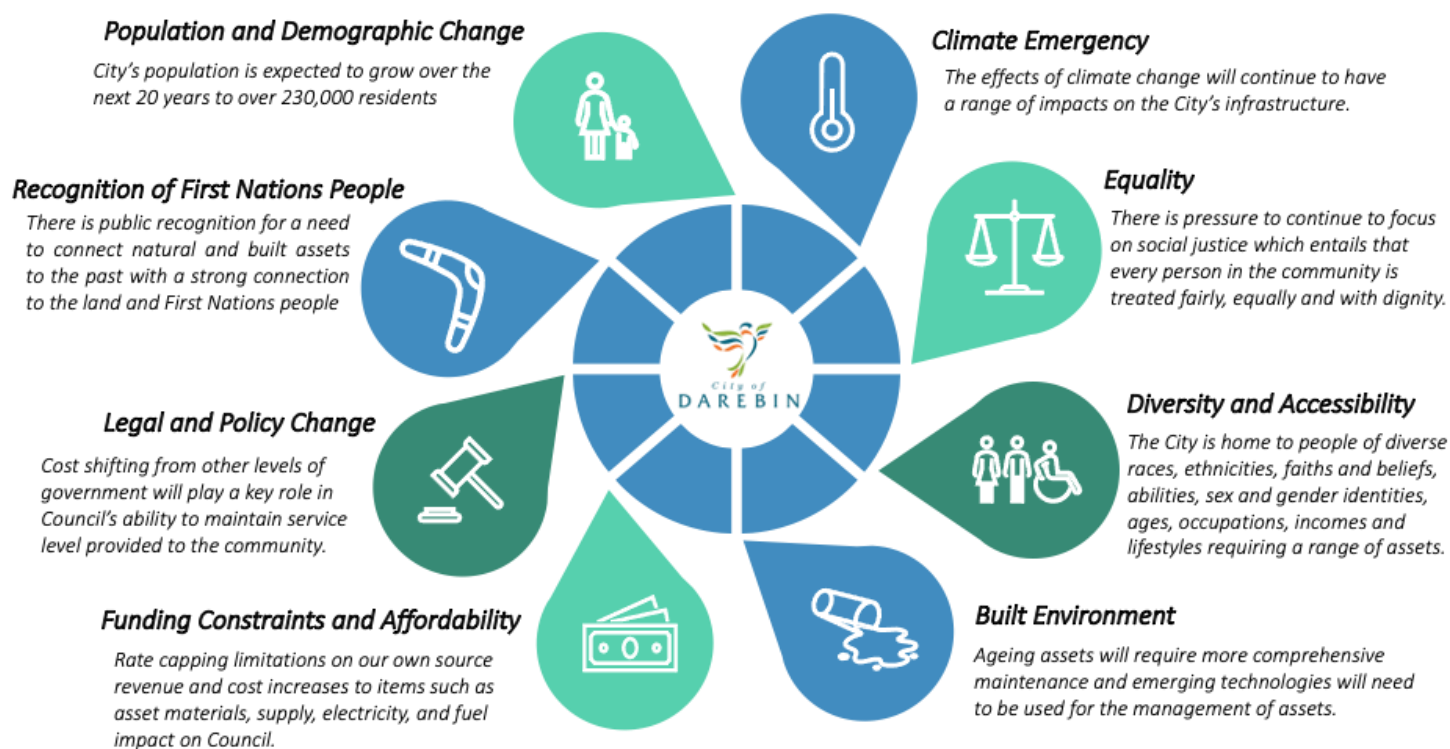 Population and Demographic Change
City's population is expected to grow over the
next 20 years to over 230,000 residents
Climate Emergency
The effects of climate change will continue to have
a range of impacts on the City's infrastructure.
Recognition of First Nations People
There is public recognition for a need
to connect natural and built assets
to the past with a strong connection
to the land and First Nations people
Equality
There is pressure to continue to focus
on social justice which entails that
every person in the community is
treated fairly, equally and with dignity.
City of
DAREBIN
Legal and Policy Change
Cost shifting from other levels of
government will play a key role in
Council's ability to maintain service
level provided to the community.
Diversity and Accessibility
The City is home to people of diverse
races, ethnicities, faiths and beliefs,
abilities, sex and gender identities,
ages, occupations, incomes and
lifestyles requiring a range of assets.
Funding Constraints and Affordability
Rate capping limitations on our own source
revenue and cost increases to items such as
asset materials, supply, electricity, and fuel
impact on Council.
Built Environment
Ageing assets will require more comprehensive
maintenance and emerging technologies will need
to be used for the management of assets.